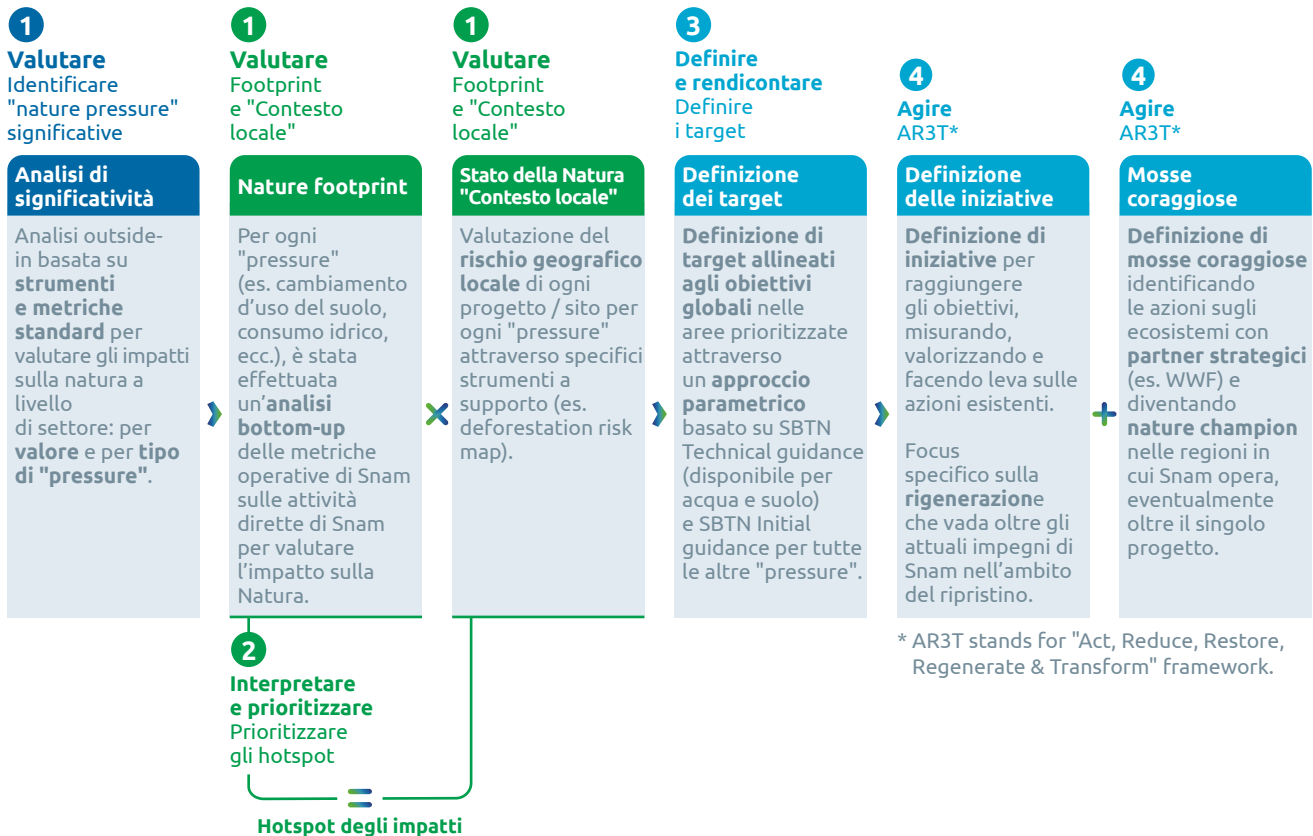 1
Valutare
Identificare
"nature pressure"
significative
Analisi di
significatività
Analisi outside-
in basata su
strumenti
e metriche
standard per
valutare gli impatti
sulla natura a
livello
di settore: per
valore e per tipo
di "pressure".
1
Valutare
Footprint
e "Contesto
locale"
Nature footprint
Per ogni
"pressure"
(es. cambiamento
d'uso del suolo,
consumo idrico,
ecc.), è stata
effettuata
un'analisi
bottom-up
delle metriche
operative di Snam
sulle attività
dirette di Snam
per valutare
l'impatto sulla
Natura.
1
Valutare
Footprint
e "Contesto
locale"
Stato della Natura
"Contesto locale"
Valutazione del
rischio geografico
locale di ogni
progetto / sito per
ogni "pressure"
attraverso specifici
strumenti a
supporto (es.
deforestation risk
map).
2
Interpretare
e prioritizzare
Prioritizzare
gli hotspot
Hotspot degli impatti
3
Definire
e rendicontare
Definire
i target
Definizione
dei target
Definizione di
target allineati
agli obiettivi
globali nelle
aree prioritizzate
attraverso
un approccio
parametrico
basato su SBTN
Technical guidance
(disponibile per
acqua e suolo)
e SBTN Initial
guidance per tutte
le altre "pressure".
4
Agire
AR3T*
Definizione
delle iniziative
Definizione di
iniziative per
raggiungere
gli obiettivi,
misurando,
valorizzando e
facendo leva sulle
azioni esistenti.
Focus
specifico sulla
rigenerazione
che vada oltre gli
attuali impegni di
Snam nell'ambito
del ripristino.
4
Agire
AR3T*
Mosse
coraggiose
Definizione di
mosse coraggiose
identificando
le azioni sugli
ecosistemi con
partner strategici
(es. WWF) e
diventando
nature champion
nelle regioni in
cui Snam opera,
eventualmente
oltre il singolo
progetto.
* AR3T stands for "Act, Reduce, Restore,
Regenerate & Transform" framework.